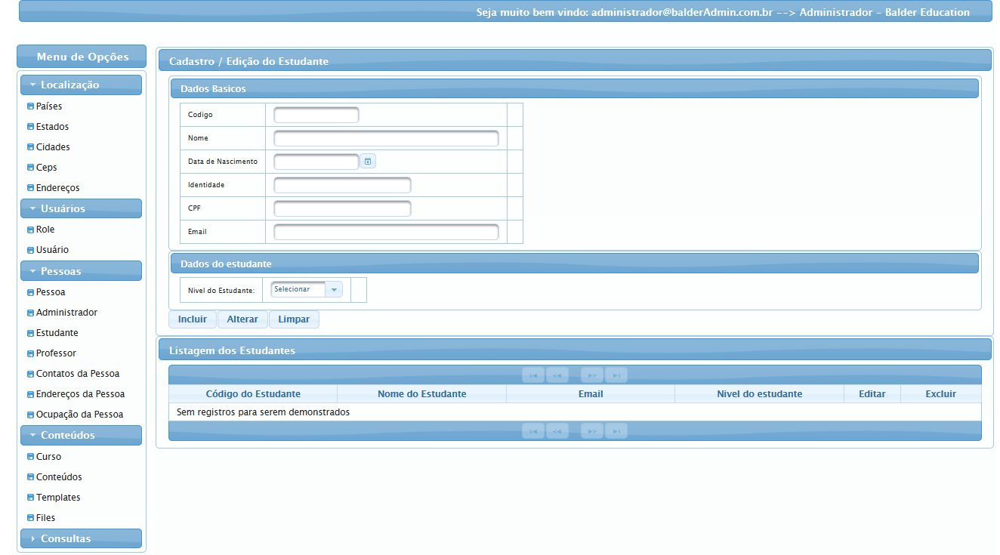 Seja muito bem vindo: administrador@balderAdmin.com.br --> Administrador - Balder Education
Menu de Opções
Localização
Países
Estados
Cidades
Ceps
Endereços
Usuários
Role
Usuário
Pessoas
Pessoa
Administrador
Estudante
Professor
Contatos da Pessoa
Endereços da Pessoa
Ocupação da Pessoa
Conteúdos
Curso
Conteúdos
Templates
Files
Consultas
Cadastro / Edição do Estudante
Dados Basicos
Codigo
Nome
Data de Nascimento
Identidade
CPF
Email
Dados do estudante
Nivel do Estudante: Selecionar
Incluir Alterar Limpar
Listagem dos Estudantes
Código do Estudante Nome do Estudante Email Nivel do estudante Editar Excluir
Sem registros para serem demonstrados